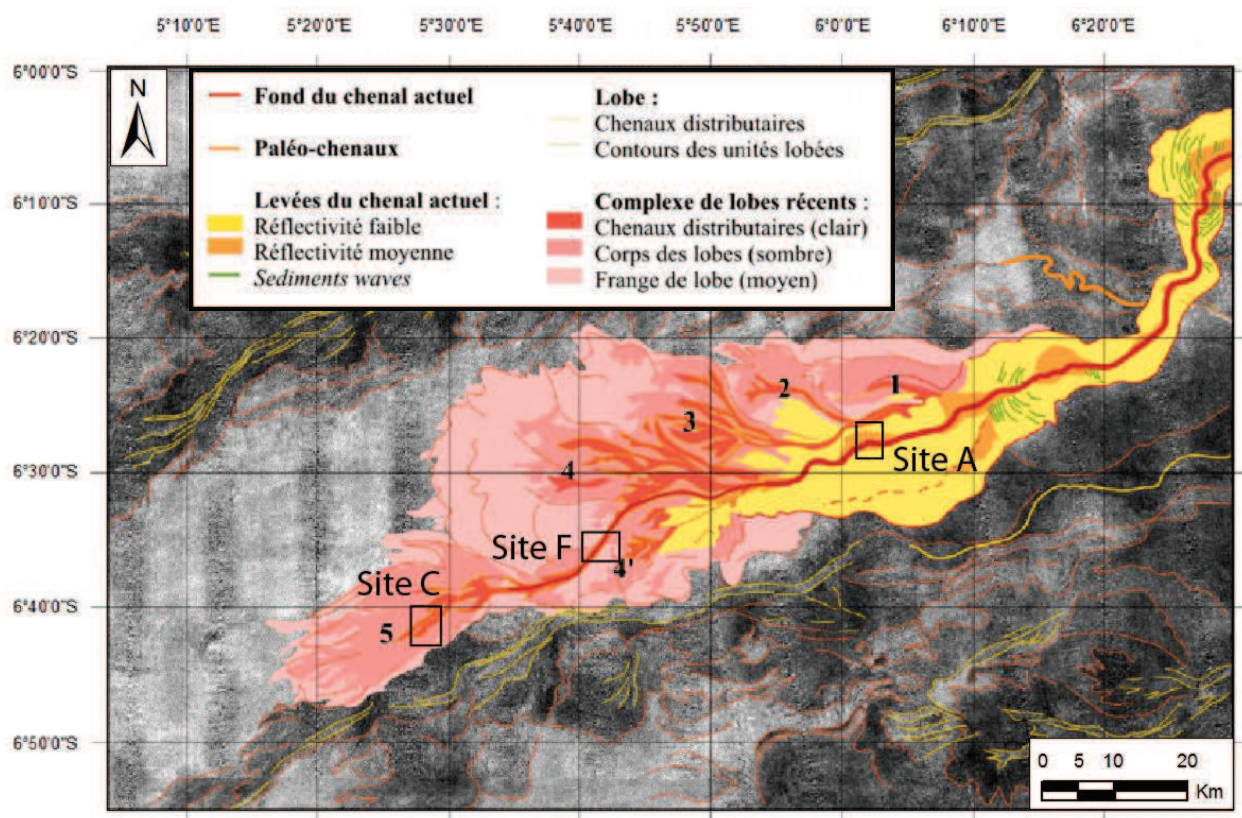 5°10'0"E 5°20'0"E 5°30'0"E 5°40'0"E 5°50'0"E 6°0'0"E 6°10'0"E 6°20'0"E
6°00'0"S
6°10'0"S
6°20'0"S
6°30'0"S
6°40'0"S
6°50'0"S
N
Fond du chenal actuel
Paléo-chenaux
Levées du chenal actuel :
Réflectivité faible
Réflectivité moyenne
Sediments waves
Lobe :
Chenaux distributaires
Contours des unités lobées
Complexe de lobes récents :
Chenaux distributaires (clair)
Corps des lobes (sombre)
Frange de lobe (moyen)
1
2
3
Site A
4
Site F
4'
Site C
5
0 5 10 20
Km